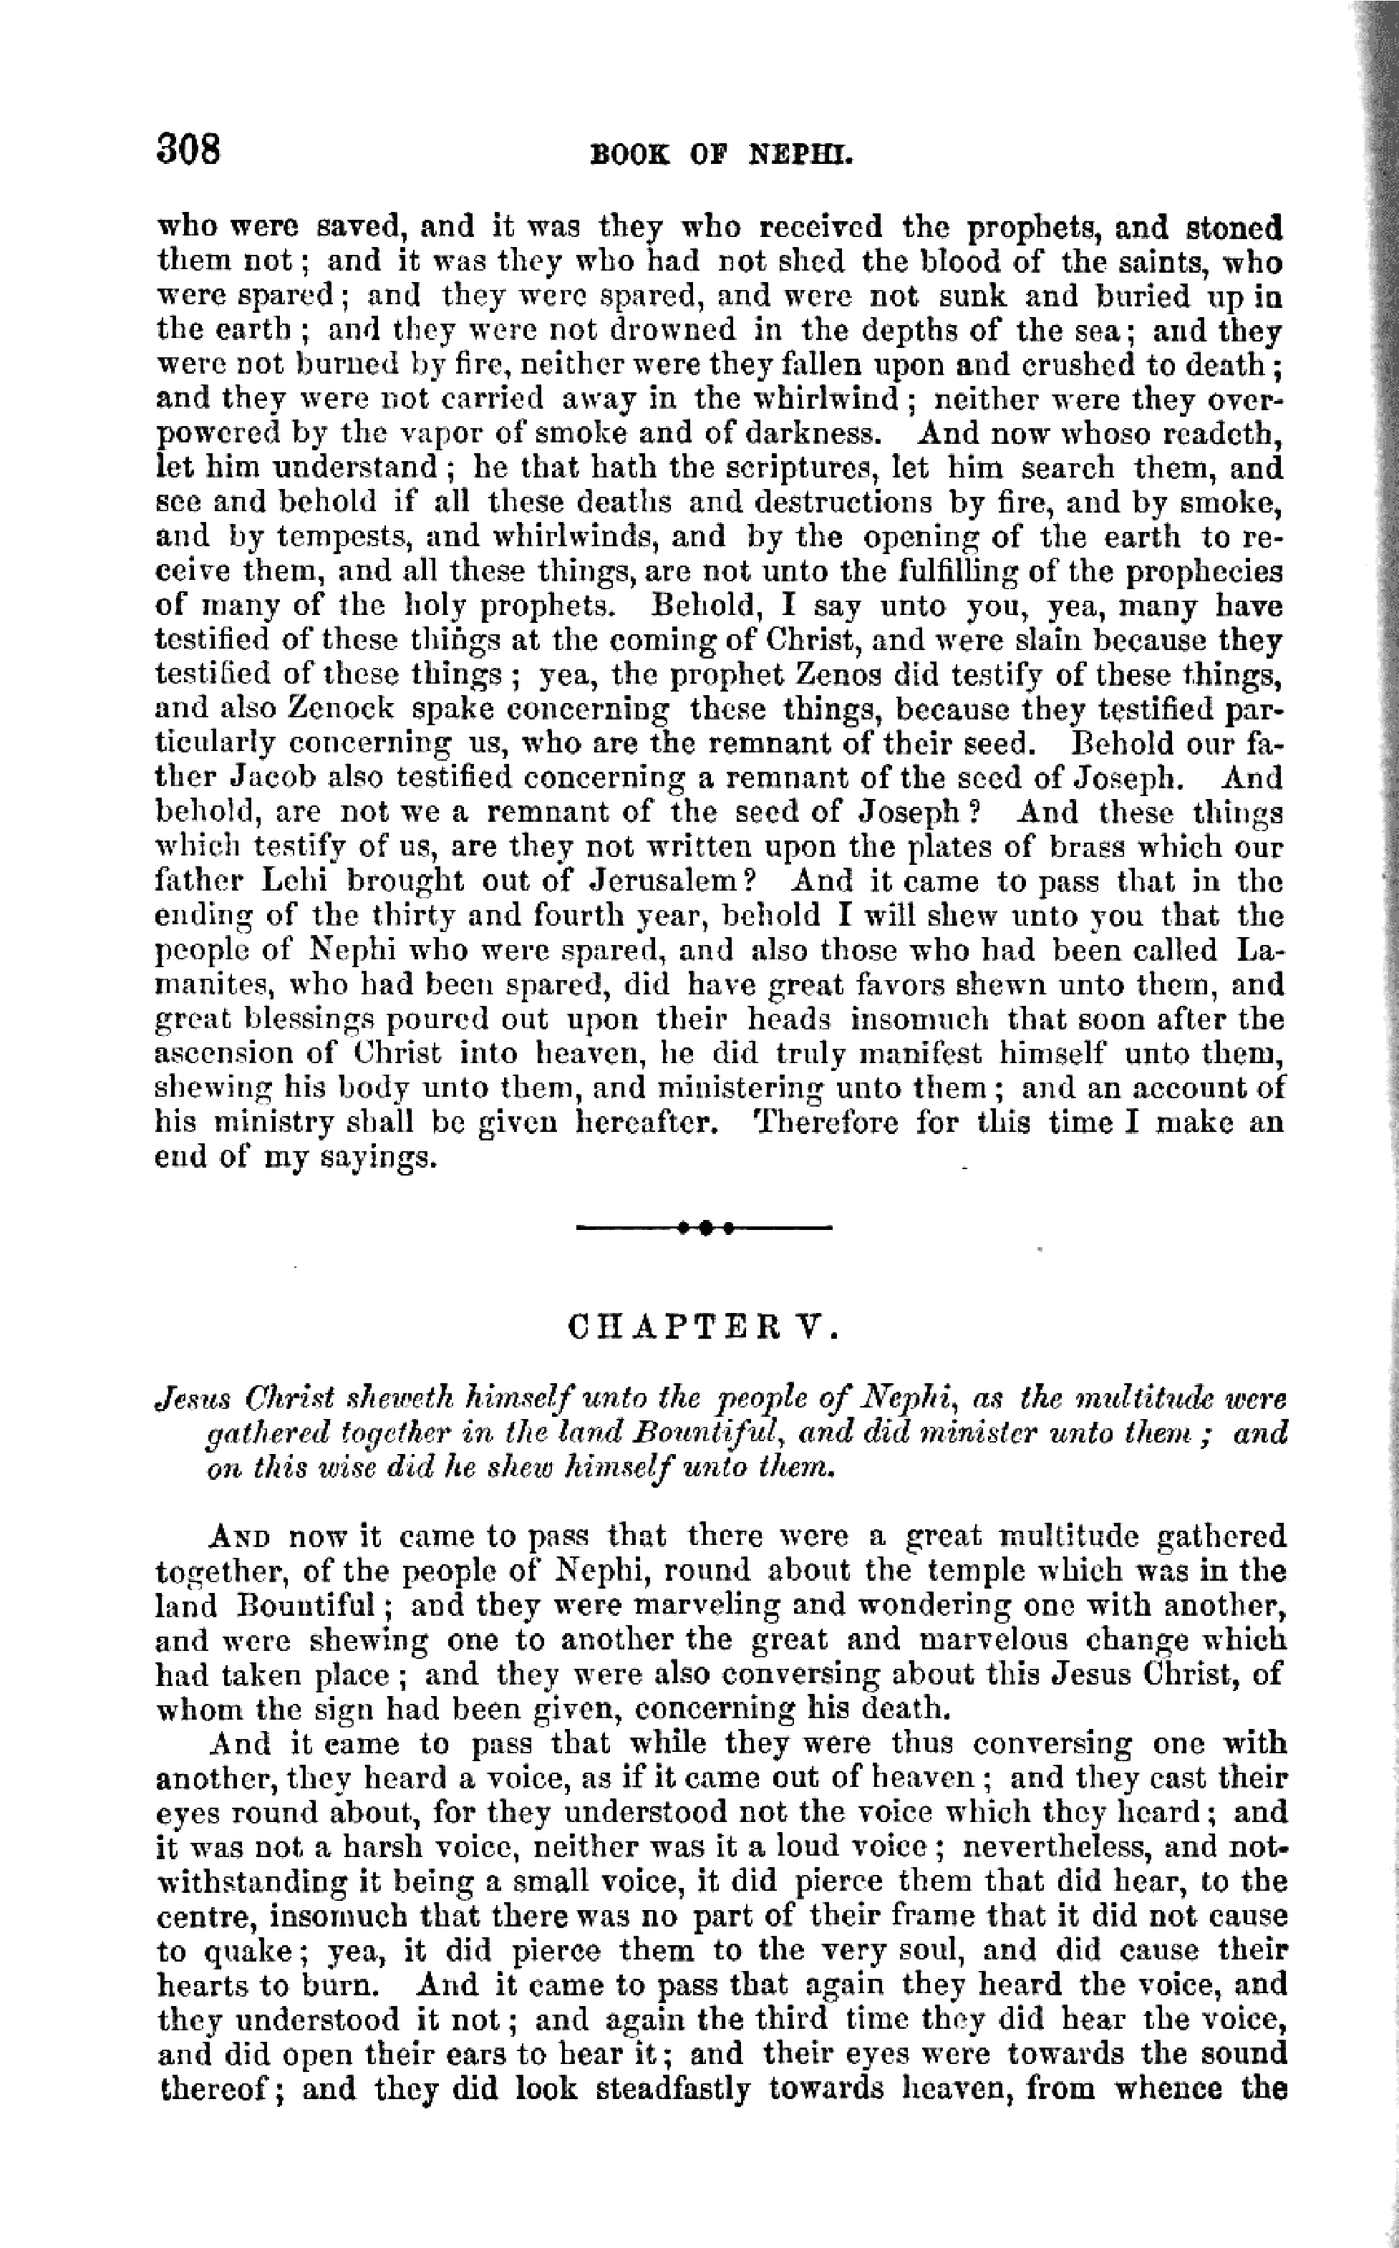 308 BOOK OF NEPHI.
who were saved, and it was they who received the prophets, and stoned
them not; and it was they who had not shed the blood of the saints, who
were spared; and they were spared, and were not sunk and buried up in
the earth; and they were not drowned in the depths of the sea; and they
were not burned by fire, neither were they fallen upon and crushed to death;
and they were not carried away in the whirlwind; neither were they over-
powered by the vapor of smoke and of darkness. And now whoso readeth,
let him understand; he that hath the scriptures, let him search them, and
see and behold if all these deaths and destructions by fire, and by smoke,
and by tempests, and whirlwinds, and by the opening of the earth to re-
ceive them, and all these things, are not unto the fulfilling of the prophecies
of many of the holy prophets. Behold, I say unto you, yea, many have
testified of these things at the coming of Christ, and were slain because they
testified of these things; yea, the prophet Zenos did testify of these things,
and also Zenock spake concerning these things, because they testified par-
ticularly concerning us, who are the remnant of their seed. Behold our fa-
ther Jacob also testified concerning a remnant of the seed of Joseph. And
behold, are not we a remnant of the seed of Joseph? And these things
which testify of us, are they not written upon the plates of brass which our
father Lehi brought out of Jerusalem? And it came to pass that in the
ending of the thirty and fourth year, behold I will shew unto you that the
people of Nephi who were spared, and also those who had been called La-
manites, who had been spared, did have great favors shewn unto them, and
great blessings poured out upon their heads insomuch that soon after the
ascension of Christ into heaven, he did truly manifest himself unto them,
shewing his body unto them, and ministering unto them; and an account of
his ministry shall be given hereafter. Therefore for this time I make an
end of my sayings.
CHAPTER V.
Jesus Christ sheweth himself unto the people of Nephi, as the multitude were
gathered together in the land Bountiful, and did minister unto them; and
on this wise did he shew himself unto them.
AND now it came to pass that there were a great multitude gathered
together, of the people of Nephi, round about the temple which was in the
land Bountiful; and they were marveling and wondering one with another,
and were shewing one to another the great and marvelous change which
had taken place; and they were also conversing about this Jesus Christ, of
whom the sign had been given, concerning his death.
And it came to pass that while they were thus conversing one with
another, they heard a voice, as if it came out of heaven; and they cast their
eyes round about, for they understood not the voice which they heard; and
it was not a harsh voice, neither was it a loud voice; nevertheless, and not-
withstanding it being a small voice, it did pierce them that did hear, to the
centre, insomuch that there was no part of their frame that it did not cause
to quake; yea, it did pierce them to the very soul, and did cause their
hearts to burn. And it came to pass that again they heard the voice, and
they understood it not; and again the third time they did hear the voice,
and did open their ears to hear it; and their eyes were towards the sound
thereof; and they did look steadfastly towards heaven, from whence the